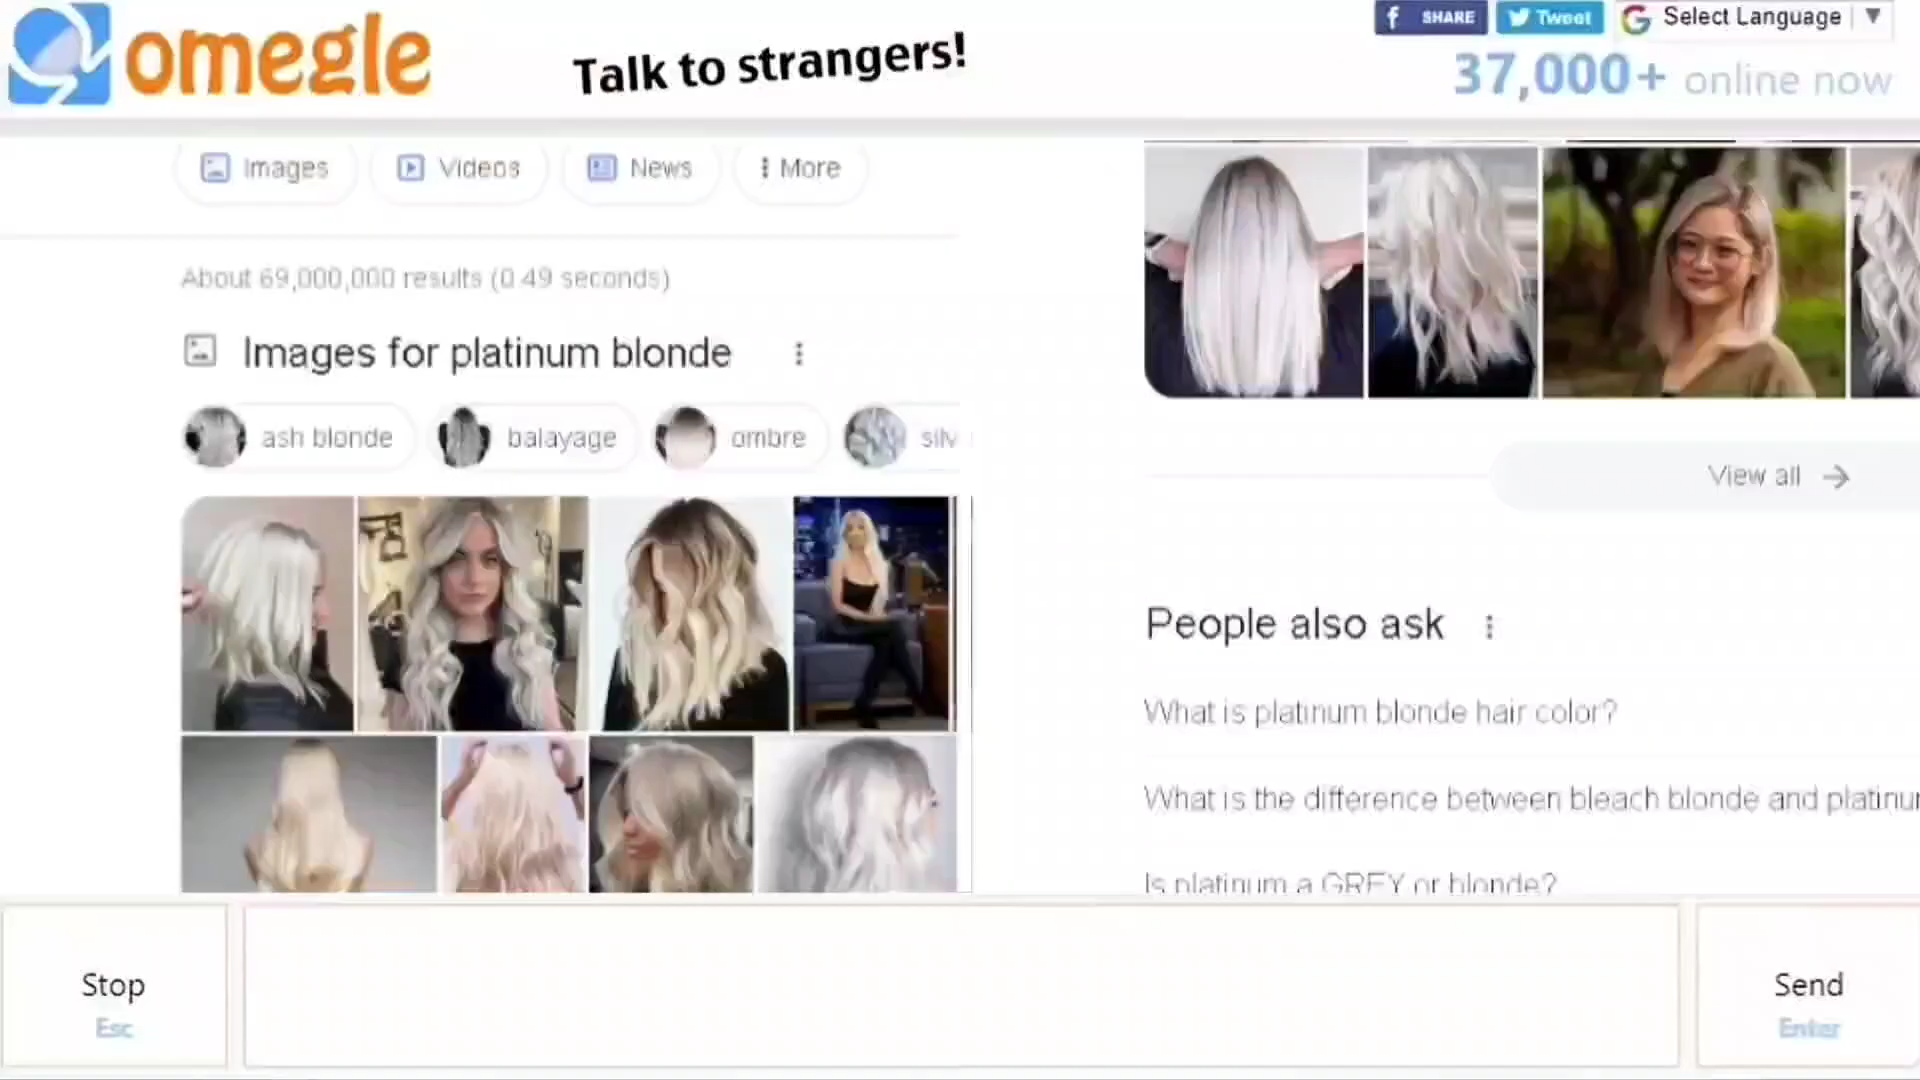 omegle
Talk to strangers!
f SHARE
Tweet
Select Language
37,000+ online now
Images
Videos
News
More
About 69,000,000 results (0.49 seconds)
Images for platinum blonde
ash blonde
balayage
ombre
silv
View all
People also ask
What is platinum blonde hair color?
What is the difference between bleach blonde and platinu
Is platinum a GREY or blonde?
Stop
Esc
Send
Enter